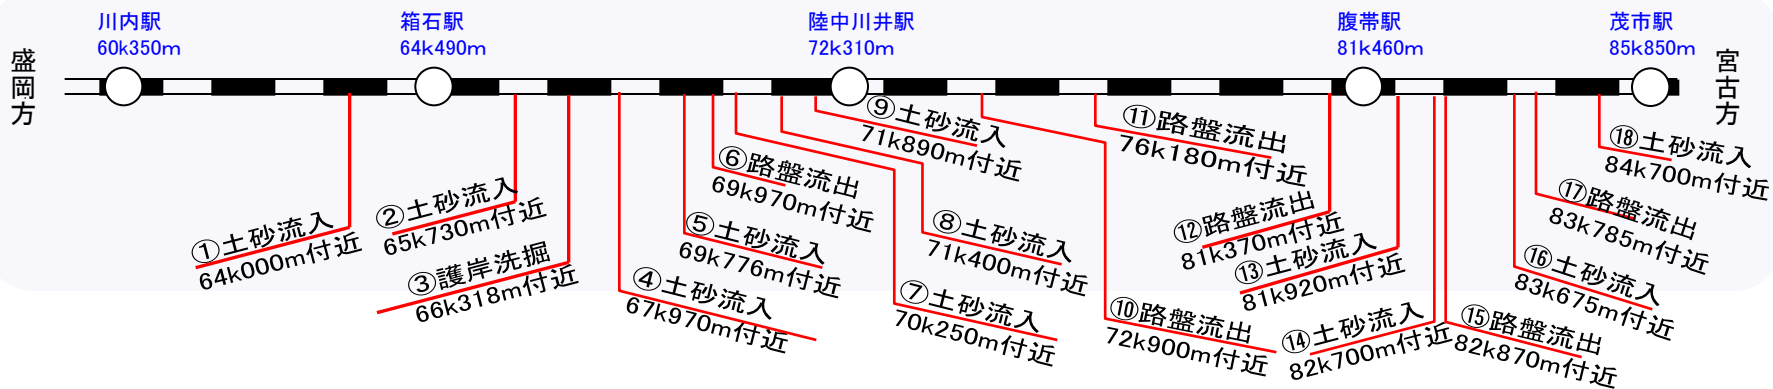 川内駅
60k350m
箱石駅
64k490m
陸中川井駅
72k310m
腹帯駅
81k460m
茂市駅
85k850m
盛岡方
宮古方
①土砂流入
64k000m付近
②土砂流入
65k730m付近
③護岸洗掘
66k318m付近
④土砂流入
67k970m付近
⑤土砂流入
69k776m付近
⑥路盤流出
69k970m付近
⑦土砂流入
70k250m付近
⑧土砂流入
71k400m付近
⑨土砂流入
71k890m付近
⑩路盤流出
72k900m付近
⑪路盤流出
76k180m付近
⑫路盤流出
81k370m付近
⑬土砂流入
81k920m付近
⑭土砂流入
82k700m付近
⑮路盤流出
82k870m付近
⑯土砂流入
83k675m付近
⑰路盤流出
83k785m付近
⑱土砂流入
84k700m付近